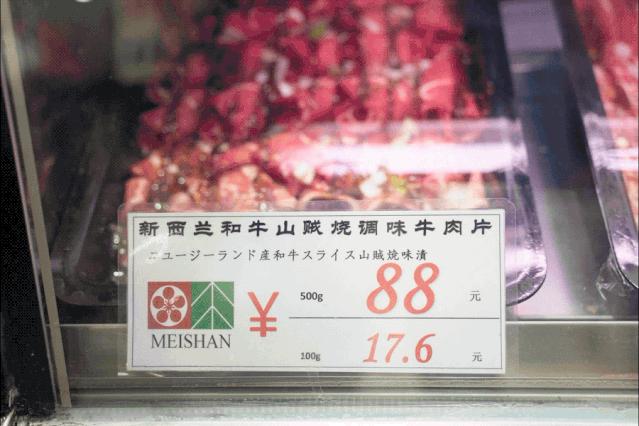 新西兰和牛山贼烧调味牛肉片
ニュージーランド産和牛スライス山賊焼味漬
¥ 500g 88 元
MEISHAN
100g 17.6 元